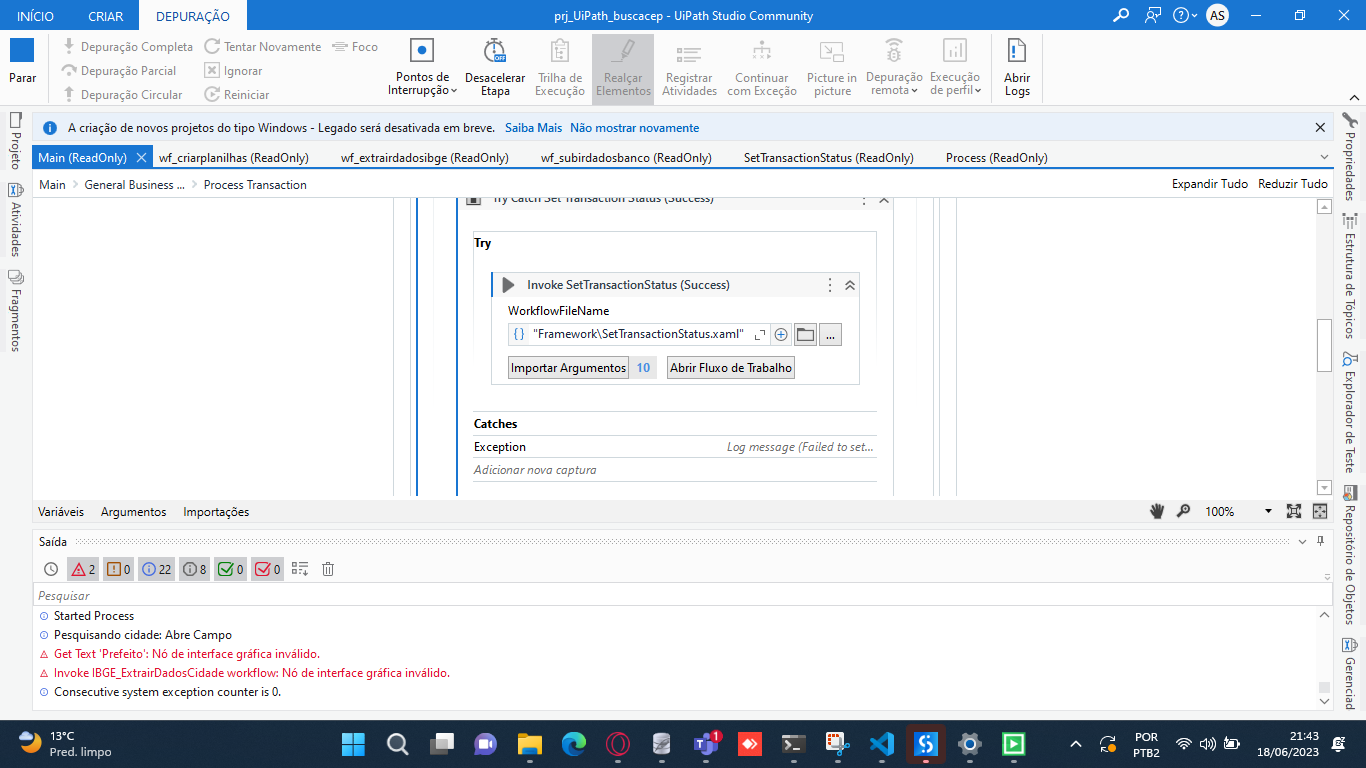 INÍCIO CRIAR DEPURAÇÃO prj_UiPath_buscacep - UiPath Studio Community AS
Depuração Completa Tentar Novamente Foco
Depuração Parcial Ignorar
Depuração Circular Reiniciar
Parar
Pontos de Interrupção
Desacelerar Etapa
OFF
Trilha de Execução
Realçar Elementos
Registrar Atividades
Continuar com Exceção
Picture in picture
Depuração remota
Execução de perfil
Abrir Logs
A criação de novos projetos do tipo Windows - Legado será desativada em breve. Saiba Mais Não mostrar novamente
Main (ReadOnly) wf_criarplanilhas (ReadOnly) wf_extrairdadosibge (ReadOnly) wf_subirdadosbanco (ReadOnly) SetTransactionStatus (ReadOnly) Process (ReadOnly)
Main General Business ... Process Transaction Expandir Tudo Reduzir Tudo
Projeto
Atividades
Fragmentos
Try Catch Set Transaction Status (Success)
Try
Invoke SetTransactionStatus (Success)
WorkflowFileName
{} "Framework\SetTransactionStatus.xaml" ...
Importar Argumentos 10 Abrir Fluxo de Trabalho
Catches
Exception Log message (Failed to set...
Adicionar nova captura
Propriedades
Estrutura de Tópicos
Explorador de Teste
Repositório de Objetos
Gerenciad
Variáveis Argumentos Importações 100%
Saída
2 0 22 8 0 0
Pesquisar
Started Process
Pesquisando cidade: Abre Campo
Get Text 'Prefeito': Nó de interface gráfica inválido.
Invoke IBGE_ExtrairDadosCidade workflow: Nó de interface gráfica inválido.
Consecutive system exception counter is 0.
13°C
Pred. limpo
1
POR
PTB2
21:43
18/06/2023